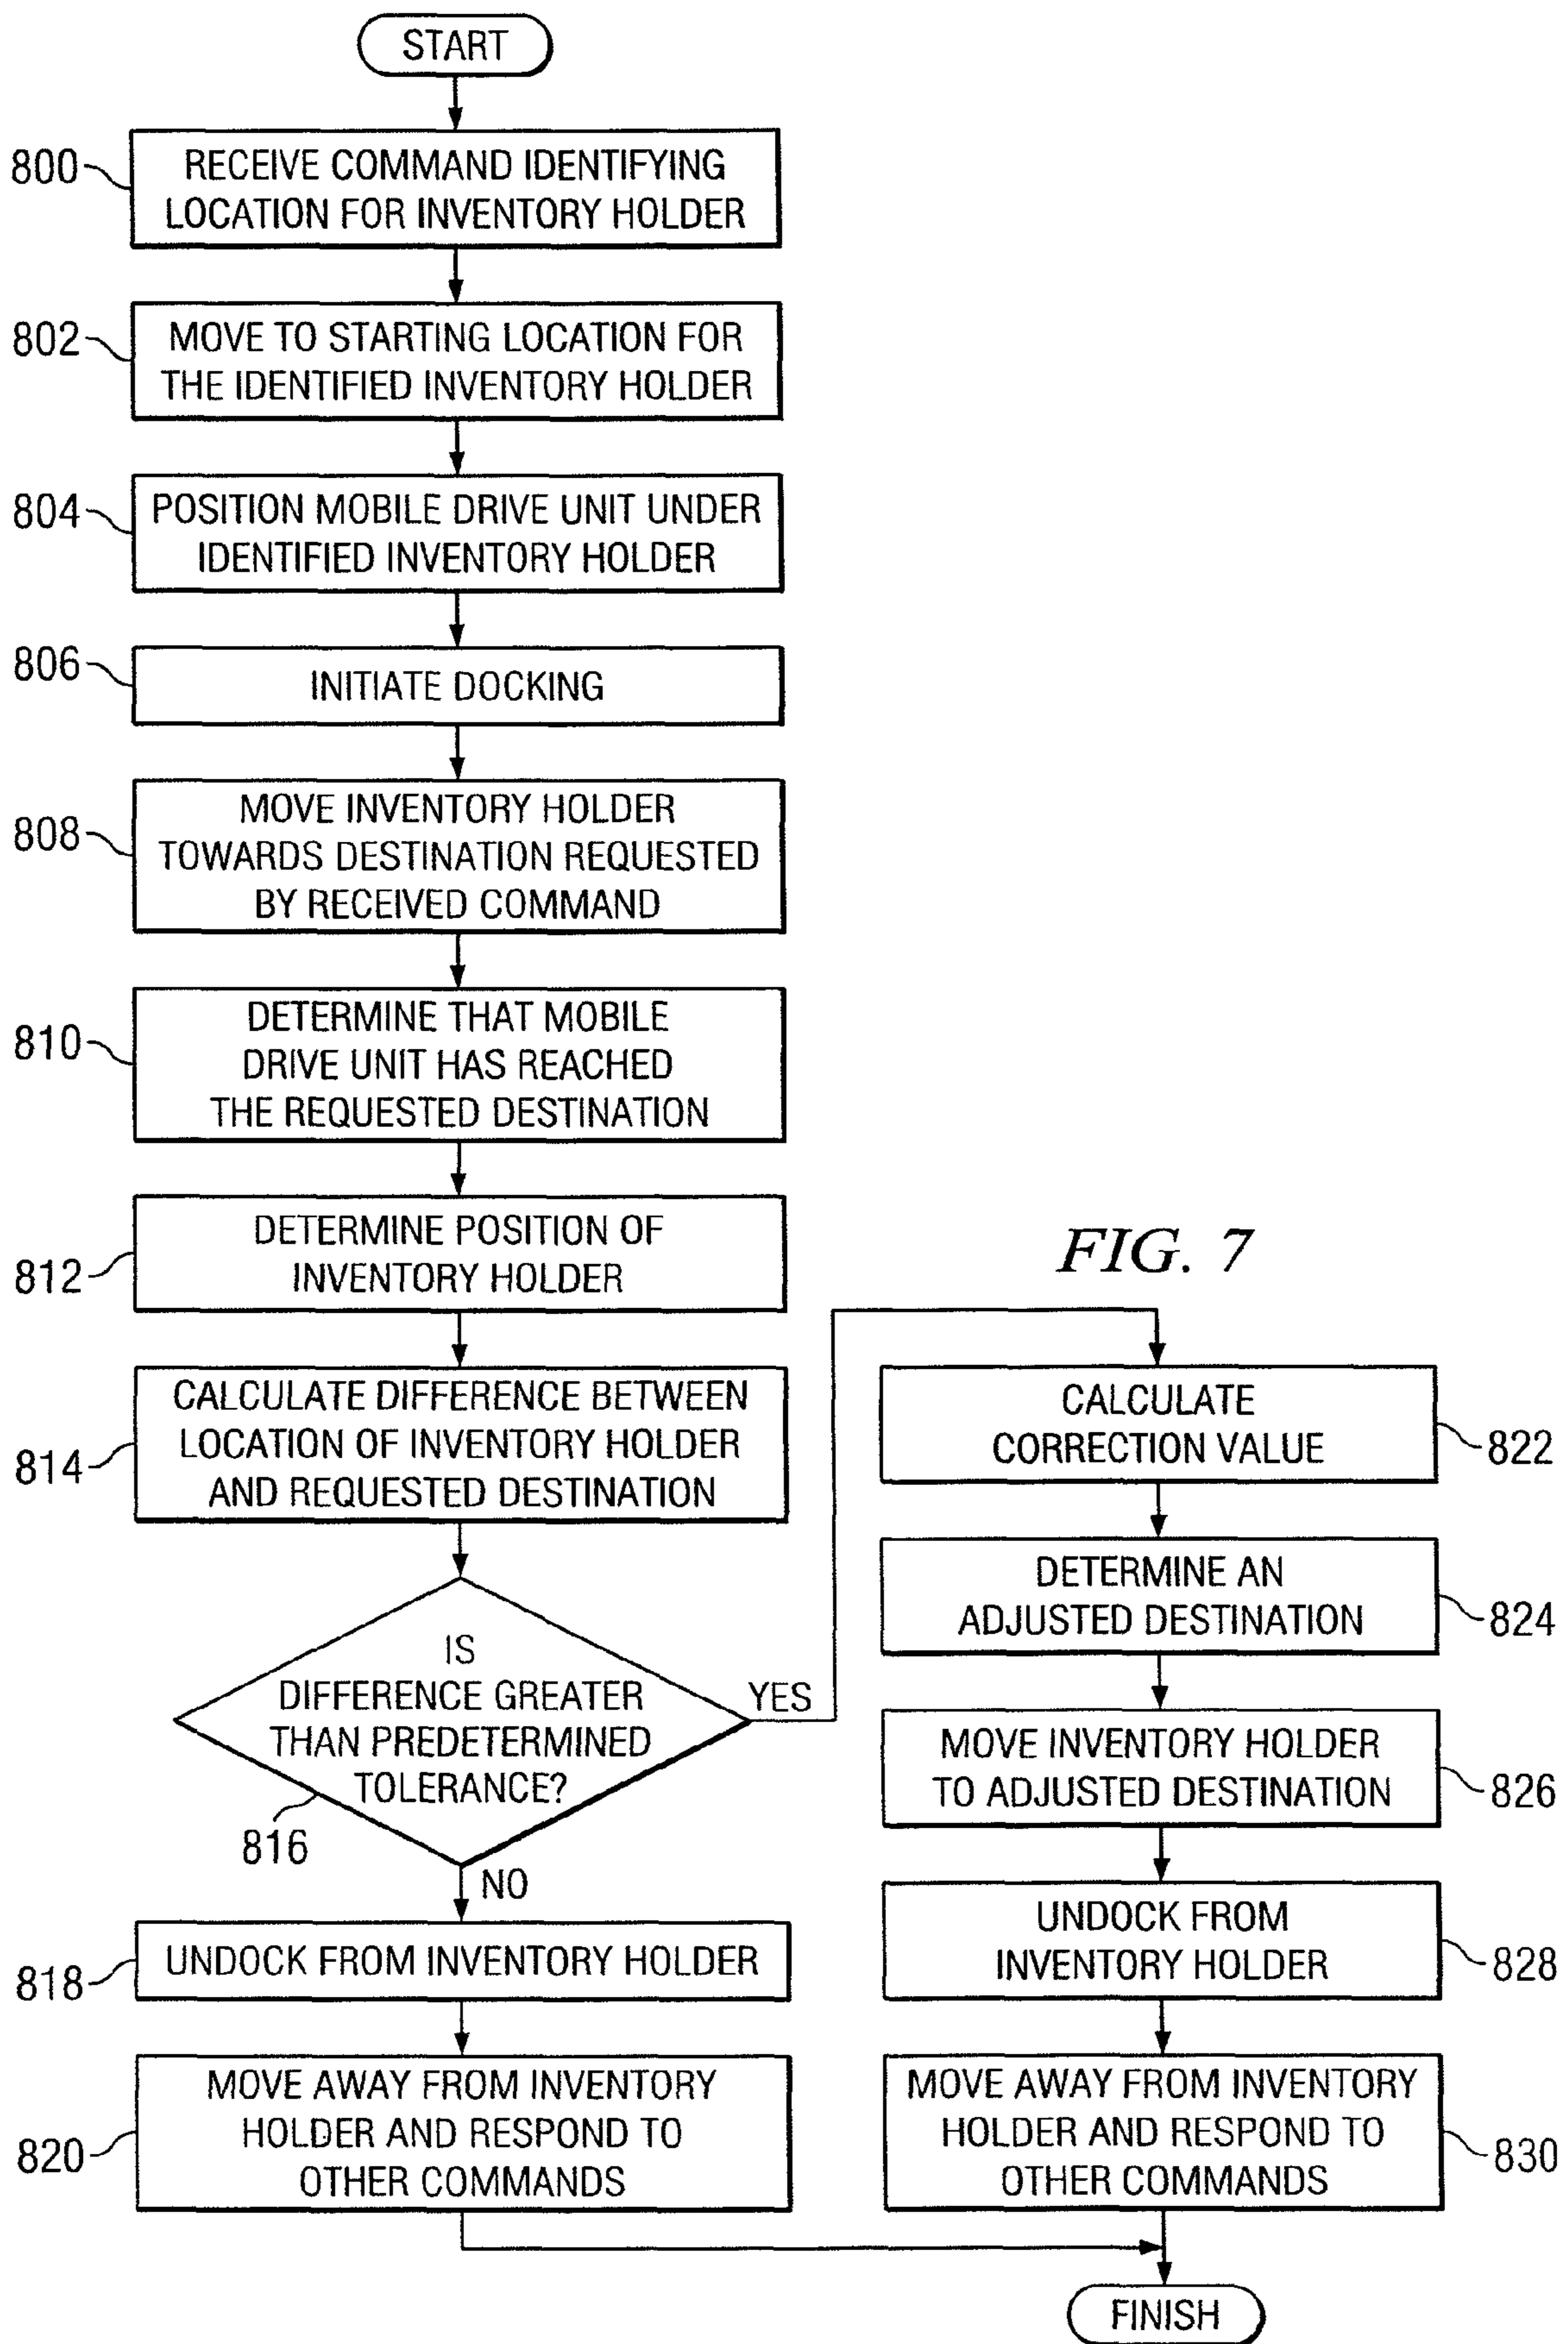 START
800
RECEIVE COMMAND IDENTIFYING
LOCATION FOR INVENTORY HOLDER
802
MOVE TO STARTING LOCATION FOR
THE IDENTIFIED INVENTORY HOLDER
804
POSITION MOBILE DRIVE UNIT UNDER
IDENTIFIED INVENTORY HOLDER
806
INITIATE DOCKING
808
MOVE INVENTORY HOLDER
TOWARDS DESTINATION REQUESTED
BY RECEIVED COMMAND
810
DETERMINE THAT MOBILE
DRIVE UNIT HAS REACHED
THE REQUESTED DESTINATION
812
DETERMINE POSITION OF
INVENTORY HOLDER
814
CALCULATE DIFFERENCE BETWEEN
LOCATION OF INVENTORY HOLDER
AND REQUESTED DESTINATION
IS
DIFFERENCE GREATER
THAN PREDETERMINED
TOLERANCE?
816
YES
NO
818
UNDOCK FROM INVENTORY HOLDER
820
MOVE AWAY FROM INVENTORY
HOLDER AND RESPOND TO
OTHER COMMANDS
FIG. 7
CALCULATE
CORRECTION VALUE
822
DETERMINE AN
ADJUSTED DESTINATION
824
MOVE INVENTORY HOLDER
TO ADJUSTED DESTINATION
826
UNDOCK FROM
INVENTORY HOLDER
828
MOVE AWAY FROM INVENTORY
HOLDER AND RESPOND TO
OTHER COMMANDS
830
FINISH